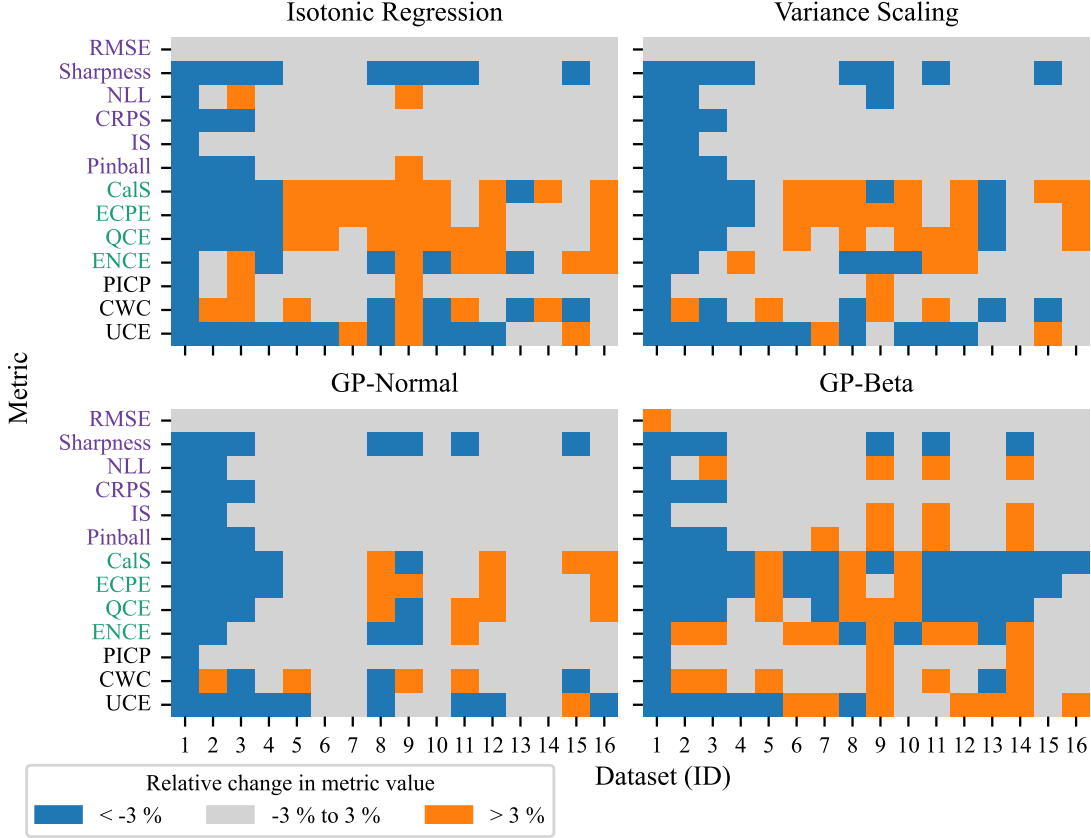 Isotonic Regression
Variance Scaling
RMSE
Sharpness
NLL
CRPS
IS
Pinball
CalS
ECPE
QCE
ENCE
PICP
CWC
UCE
Metric
GP-Normal
GP-Beta
RMSE
Sharpness
NLL
CRPS
IS
Pinball
CalS
ECPE
QCE
ENCE
PICP
CWC
UCE
1 2 3 4 5 6 7 8 9 10 11 12 13 14 15 16
1 2 3 4 5 6 7 8 9 10 11 12 13 14 15 16
Dataset (ID)
Relative change in metric value
< -3 %
-3 % to 3 %
> 3 %